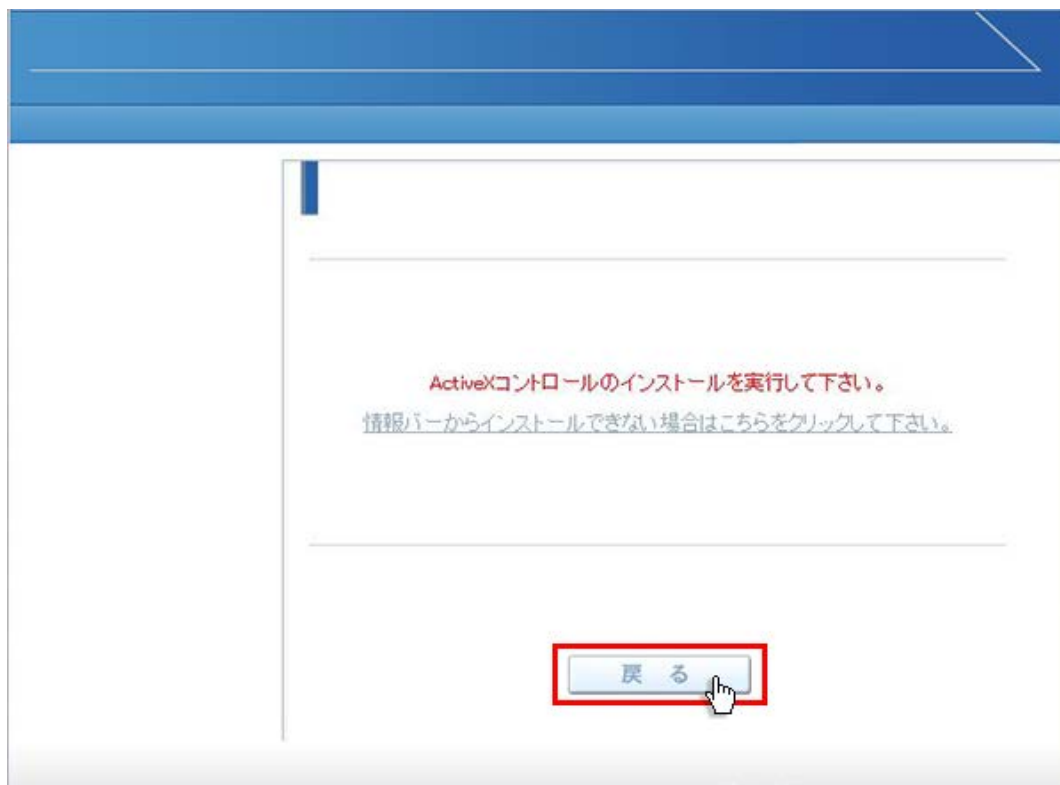 ActiveXコントロールのインストールを実行して下さい。
情報バーからインストールできない場合はこちらをクリックして下さい。
戻 る